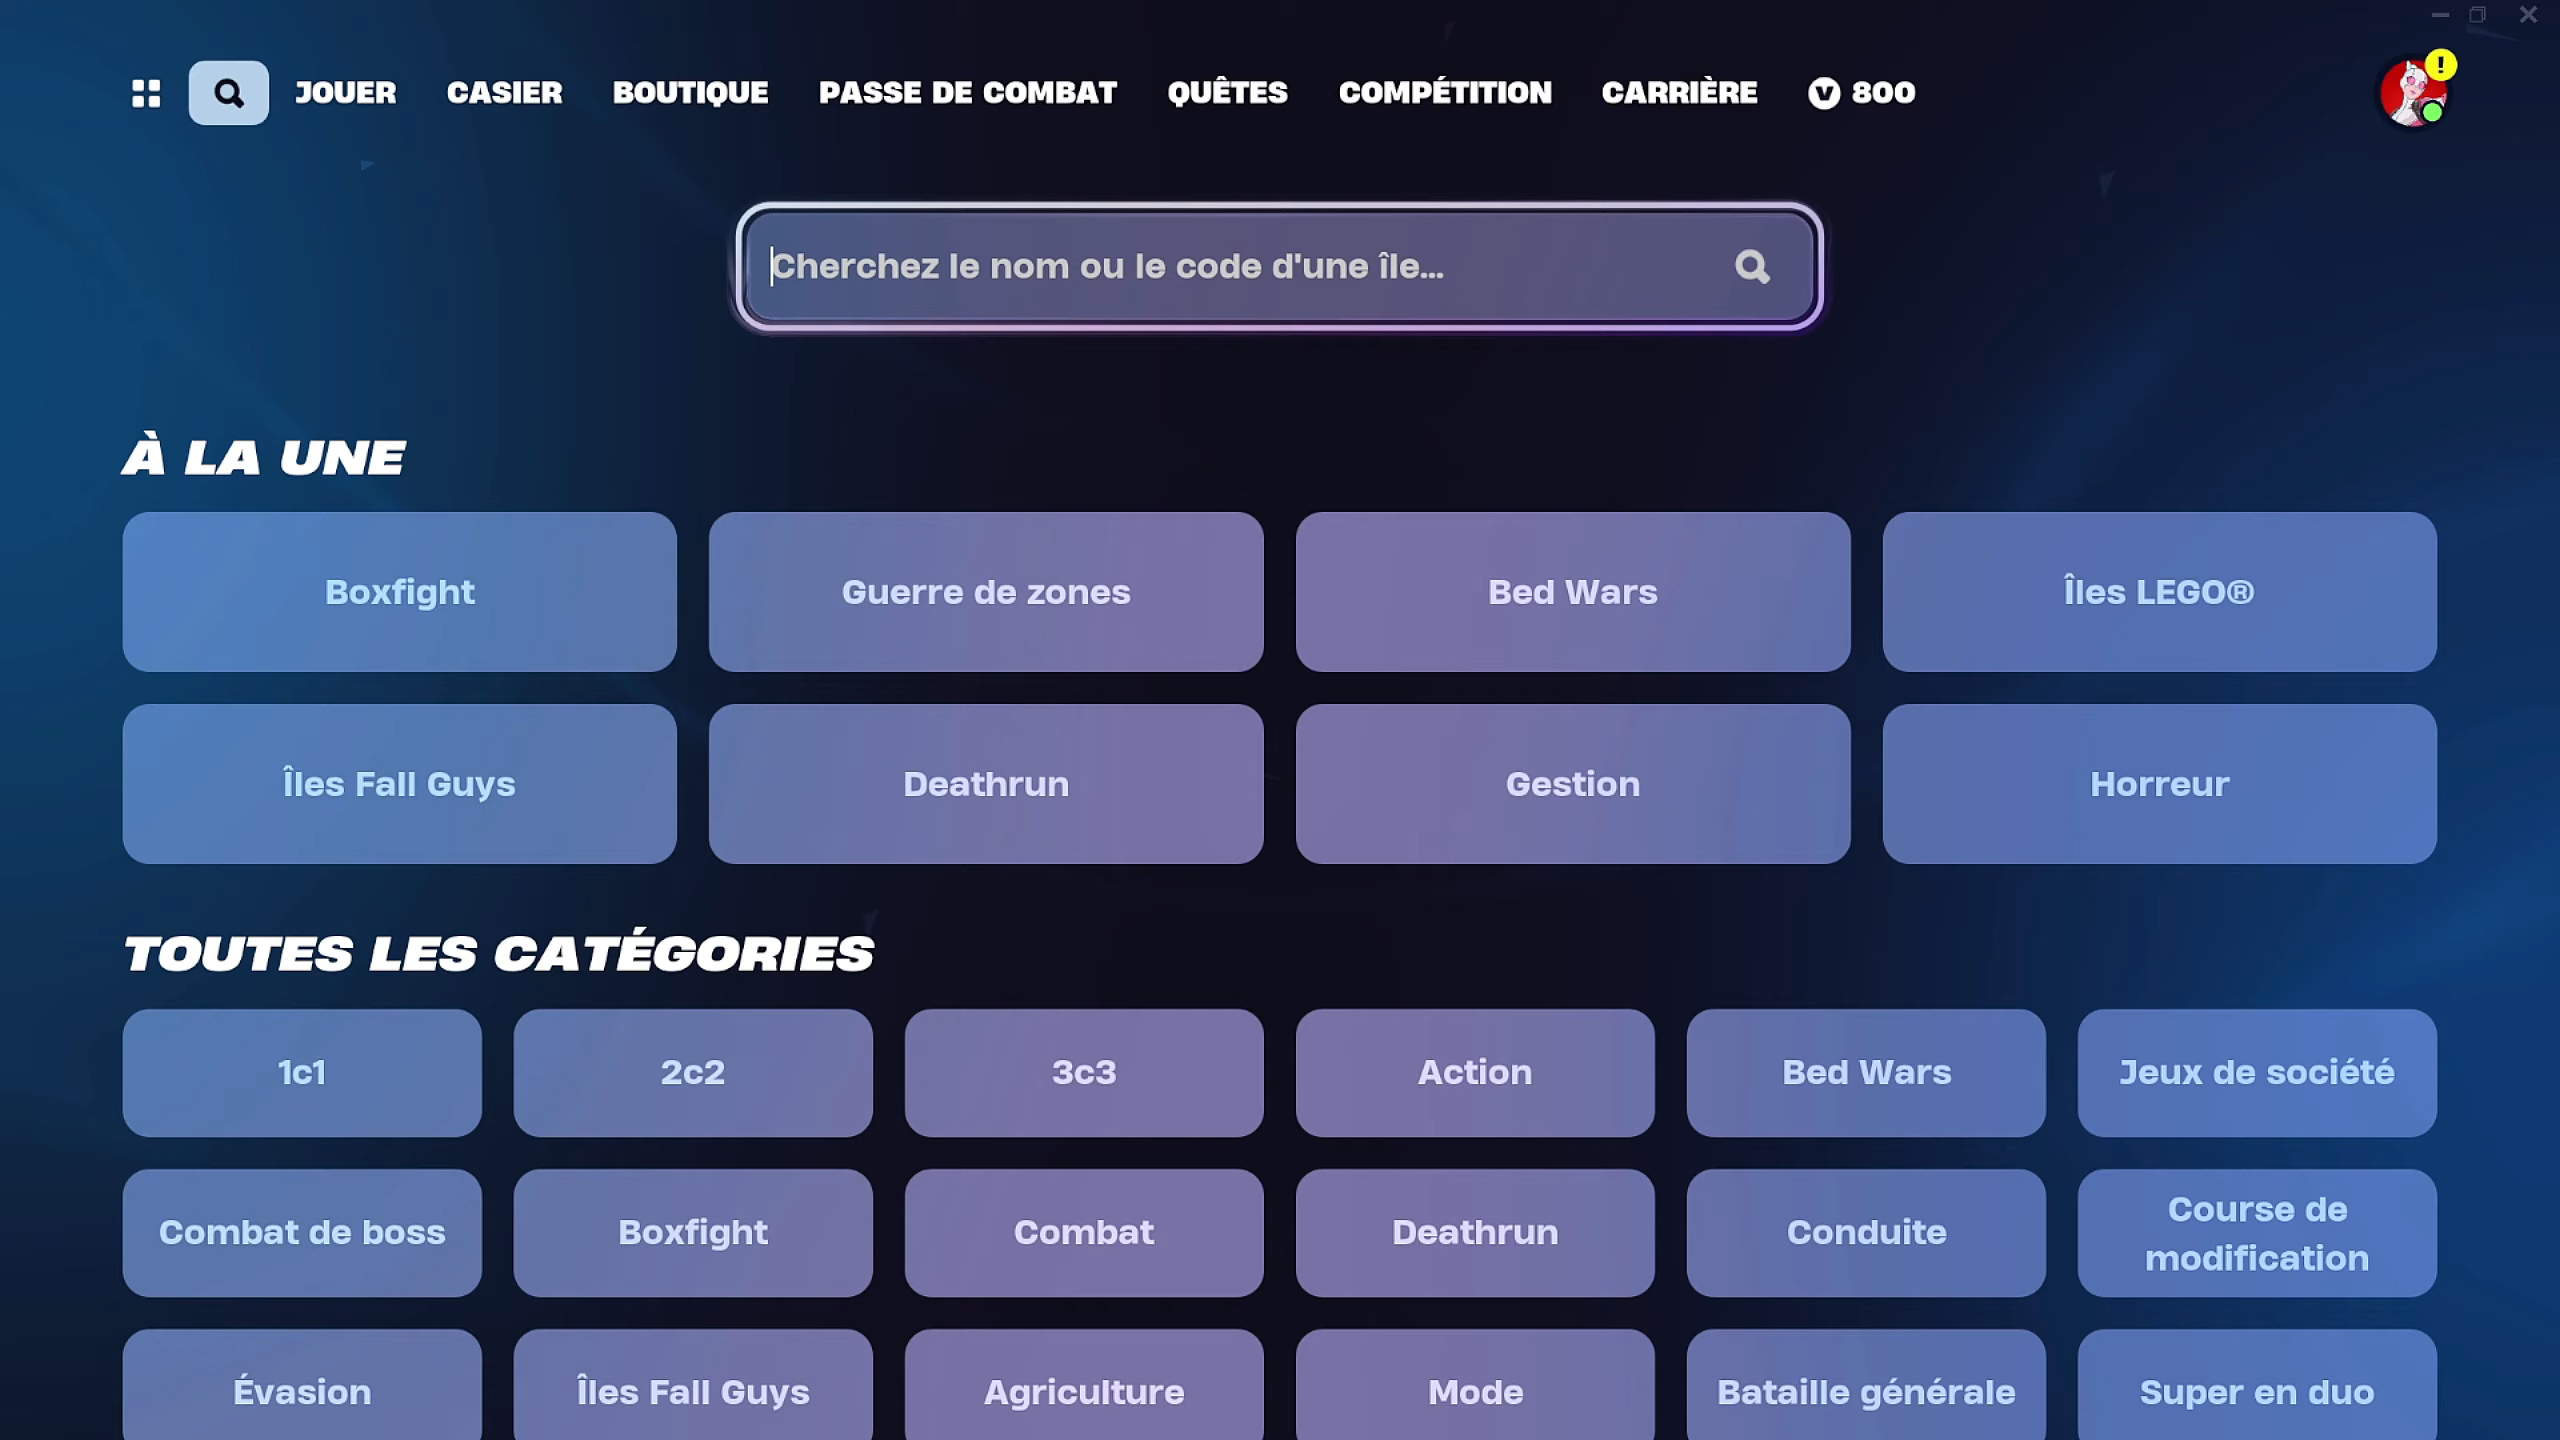 JOUER CASIER BOUTIQUE PASSE DE COMBAT QUÊTES COMPÉTITION CARRIÈRE V 800 !
Cherchez le nom ou le code d'une île...
À LA UNE
Boxfight Guerre de zones Bed Wars Îles LEGO®
Îles Fall Guys Deathrun Gestion Horreur
TOUTES LES CATÉGORIES
1c1 2c2 3c3 Action Bed Wars Jeux de société
Combat de boss Boxfight Combat Deathrun Conduite Course de
modification
Évasion Îles Fall Guys Agriculture Mode Bataille générale Super en duo